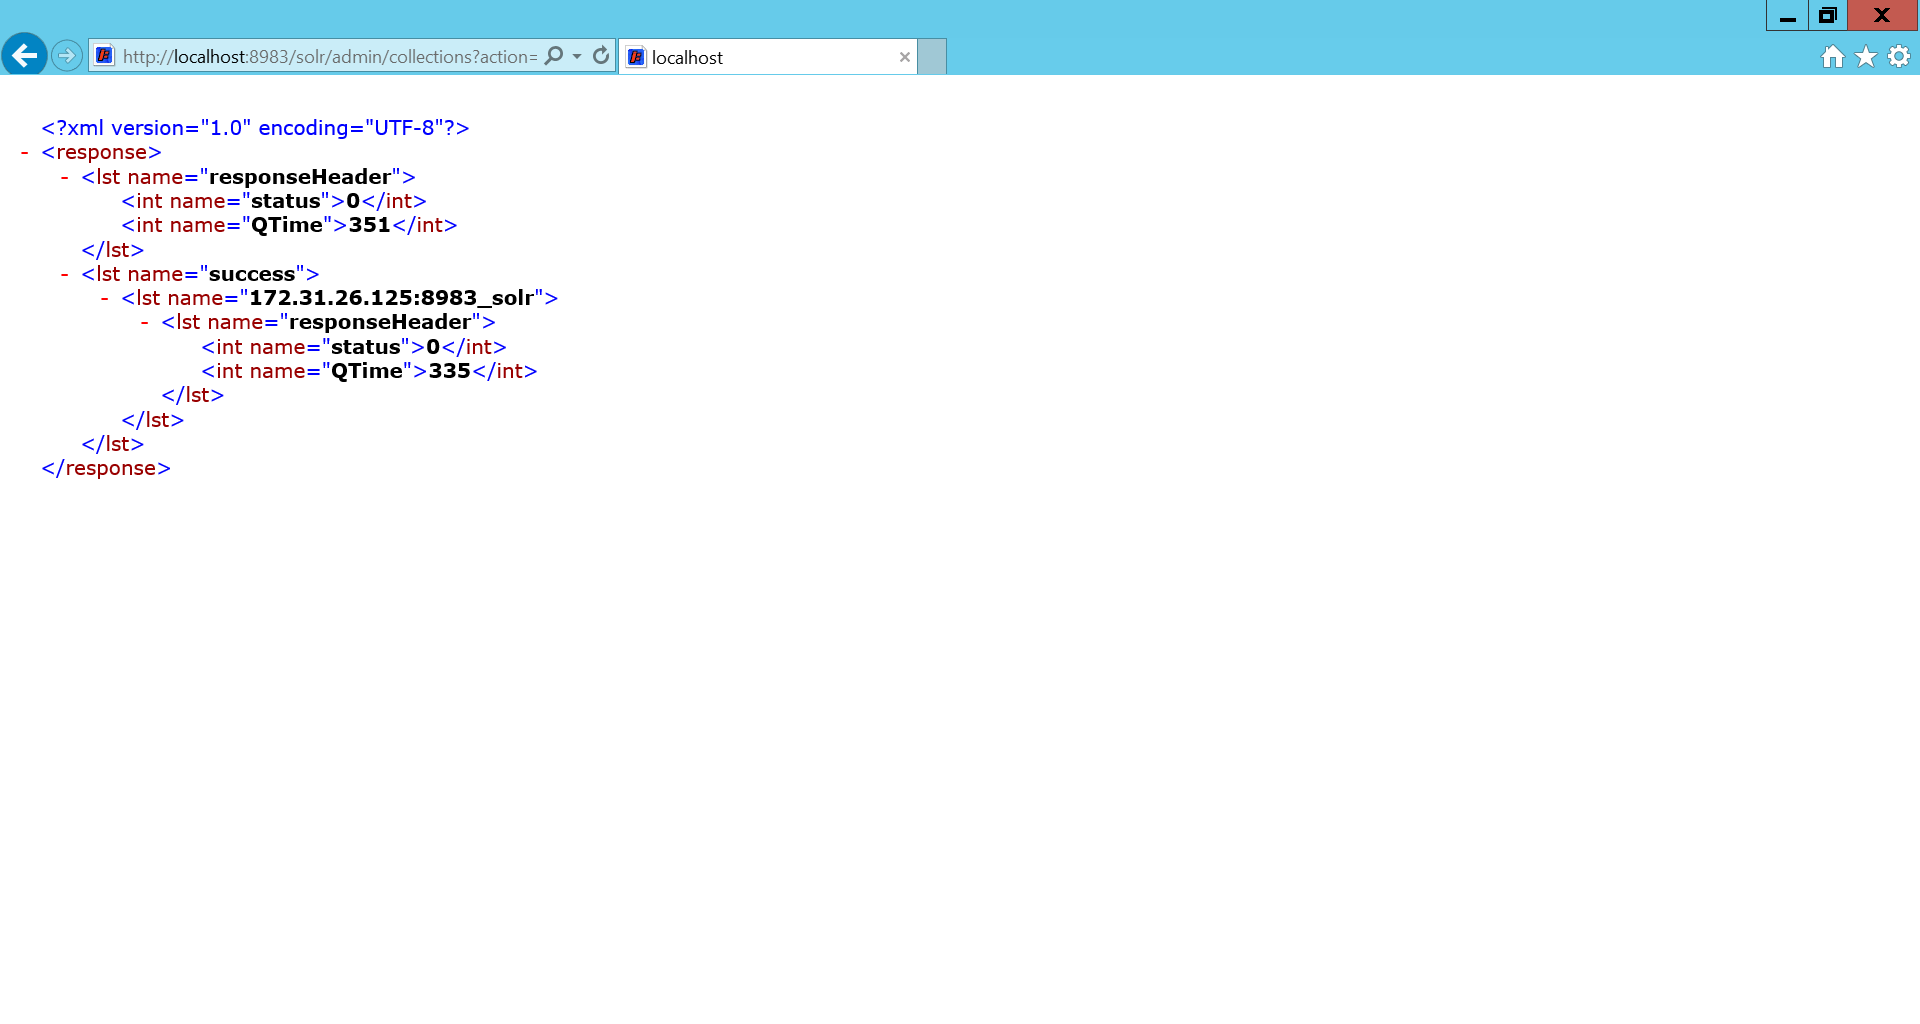 http://localhost:8983/solr/admin/collections?action=
localhost
<?xml version="1.0" encoding="UTF-8"?>
- <response>
- <lst name="responseHeader">
<int name="status">0</int>
<int name="QTime">351</int>
</lst>
- <lst name="success">
- <lst name="172.31.26.125:8983_solr">
- <lst name="responseHeader">
<int name="status">0</int>
<int name="QTime">335</int>
</lst>
</lst>
</lst>
</response>